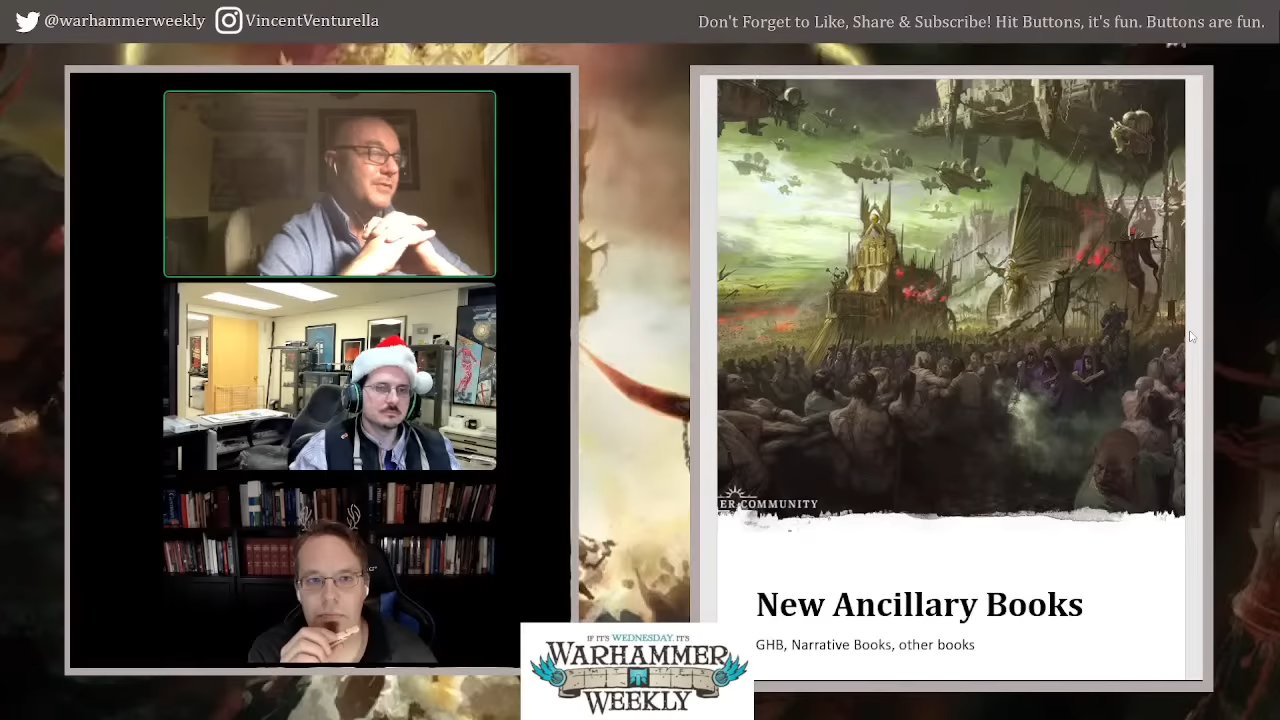 @warhammerweekly VincentVenturella
Don't Forget to Like, Share & Subscribe! Hit Buttons, it's fun. Buttons are fun.
ER COMMUNITY
New Ancillary Books
GHB, Narrative Books, other books
IF IT'S WEDNESDAY, IT'S
WARHAMMER
WEEKLY